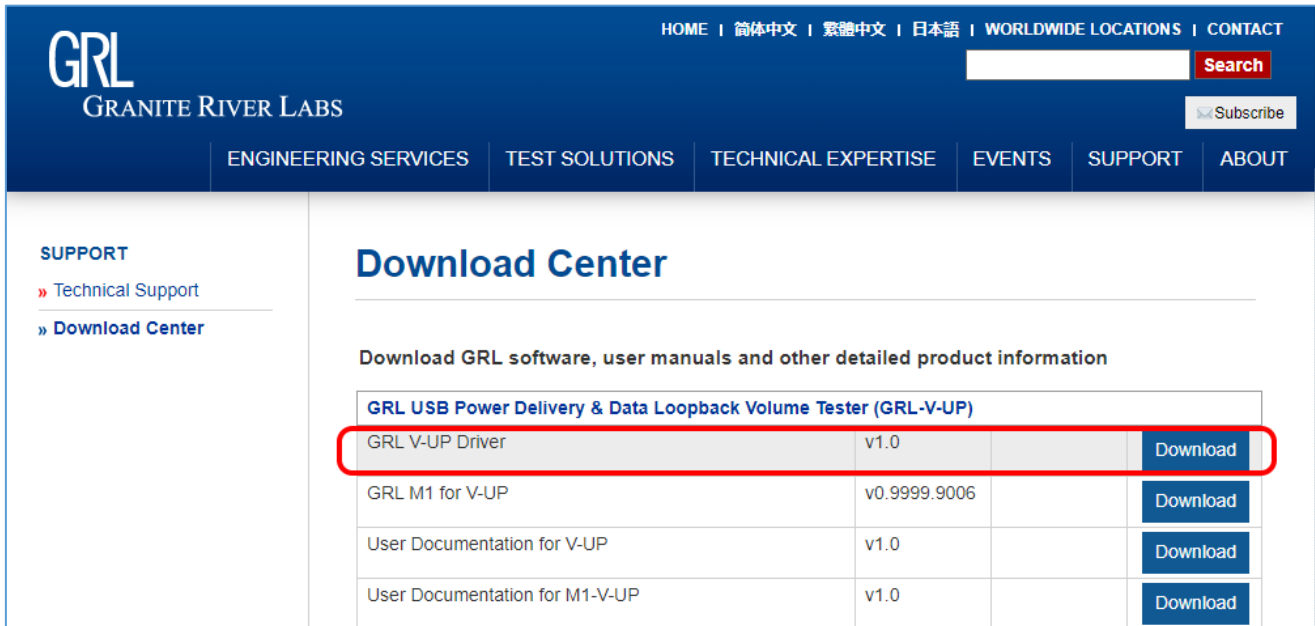 HOME | 简体中文 | 繁體中文 | 日本語 | WORLDWIDE LOCATIONS | CONTACT
GRL
GRANITE RIVER LABS
Search
Subscribe
ENGINEERING SERVICES TEST SOLUTIONS TECHNICAL EXPERTISE EVENTS SUPPORT ABOUT
SUPPORT
» Technical Support
» Download Center
Download Center
Download GRL software, user manuals and other detailed product information
GRL USB Power Delivery & Data Loopback Volume Tester (GRL-V-UP)
GRL V-UP Driver v1.0 Download
GRL M1 for V-UP v0.9999.9006 Download
User Documentation for V-UP v1.0 Download
User Documentation for M1-V-UP v1.0 Download